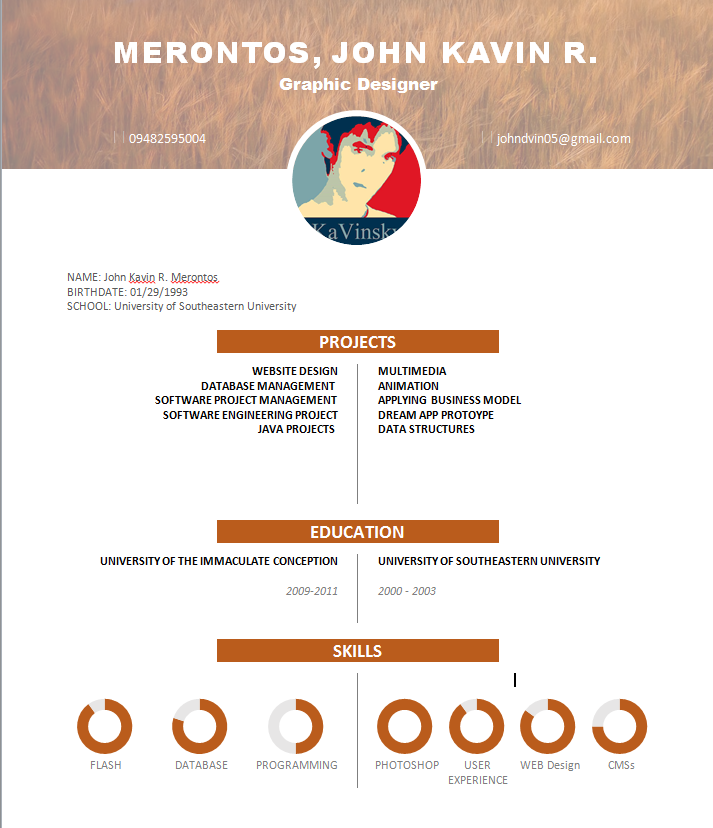 MERONTOS, JOHN KAVIN R.
Graphic Designer
09482595004
johndvin05@gmail.com
KaVinsky
NAME: John Kavin R. Merontos
BIRTHDATE: 01/29/1993
SCHOOL: University of Southeastern University
PROJECTS
WEBSITE DESIGN
DATABASE MANAGEMENT
SOFTWARE PROJECT MANAGEMENT
SOFTWARE ENGINEERING PROJECT
JAVA PROJECTS
MULTIMEDIA
ANIMATION
APPLYING BUSINESS MODEL
DREAM APP PROTOYPE
DATA STRUCTURES
EDUCATION
UNIVERSITY OF THE IMMACULATE CONCEPTION
2009-2011
UNIVERSITY OF SOUTHEASTERN UNIVERSITY
2000 - 2003
SKILLS
FLASH
DATABASE
PROGRAMMING
PHOTOSHOP
USER
EXPERIENCE
WEB Design
CMSs